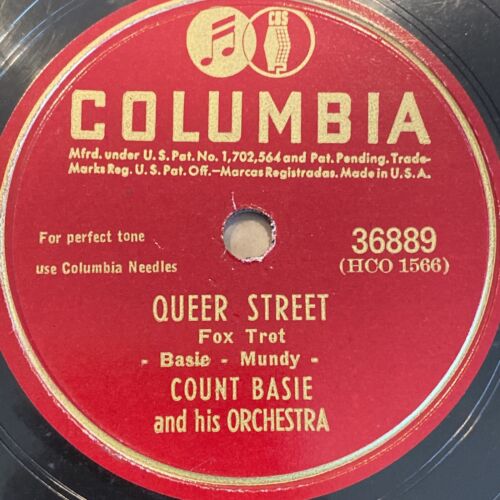 CBS
COLUMBIA
Mfrd. under U.S. Pat. No. 1,702,564 and Pat. Pending. Trade-
Marks Reg. U.S. Pat. Off.—Marcas Registradas. Made in U.S.A.
For perfect tone
use Columbia Needles
36889
(HCO 1566)
QUEER STREET
Fox Trot
- Basie - Mundy -
COUNT BASIE
and his ORCHESTRA